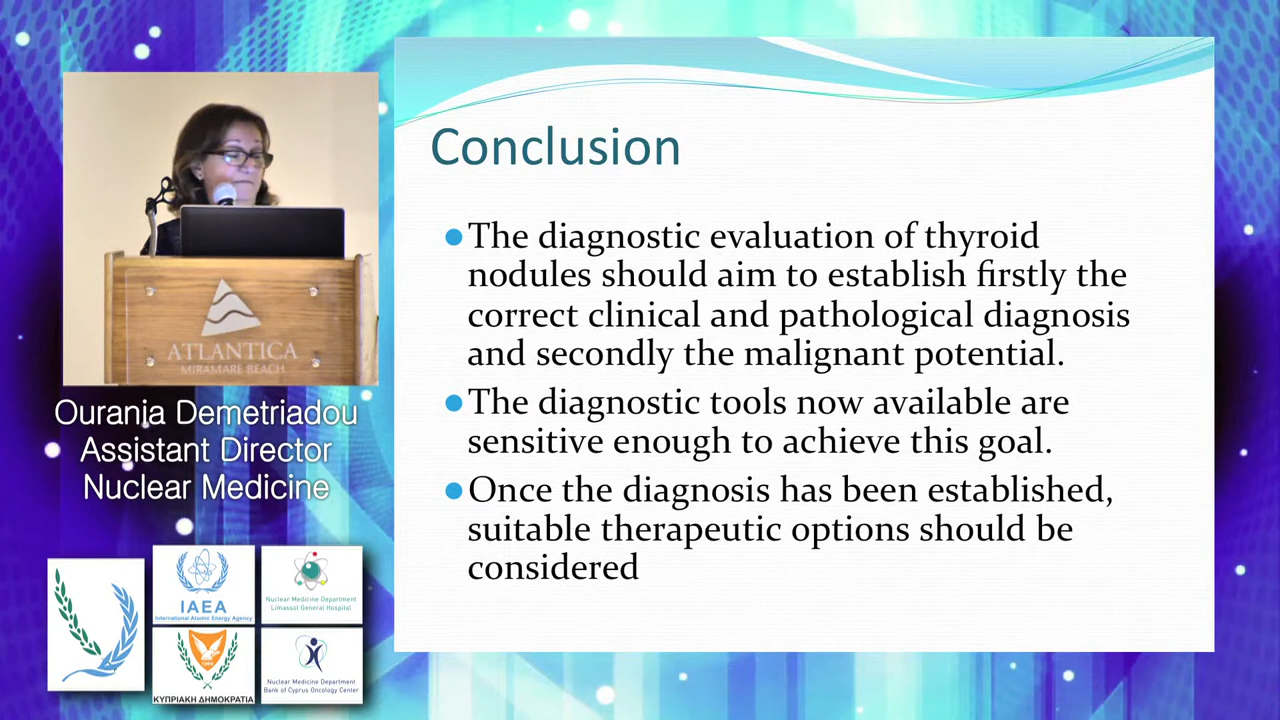 Conclusion
The diagnostic evaluation of thyroid
nodules should aim to establish firstly the
correct clinical and pathological diagnosis
and secondly the malignant potential.
The diagnostic tools now available are
sensitive enough to achieve this goal.
Once the diagnosis has been established,
suitable therapeutic options should be
considered
ATLANTICA
MIRAMARE BEACH
Ourania Demetriadou
Assistant Director
Nuclear Medicine
IAEA
International Atomic Energy Agency
Nuclear Medicine Department
Limassol General Hospital
1960
ΚΥΠΡΙΑΚΗ ΔΗΜΟΚΡΑΤΙΑ
Nuclear Medicine Department
Bank of Cyprus Oncology Center